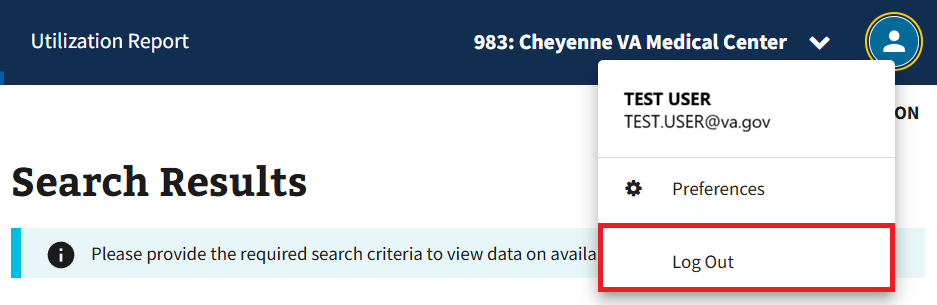 Utilization Report
983: Cheyenne VA Medical Center
TEST USER
TEST.USER@va.gov
ON
Search Results
Preferences
Please provide the required search criteria to view data on
Log Out